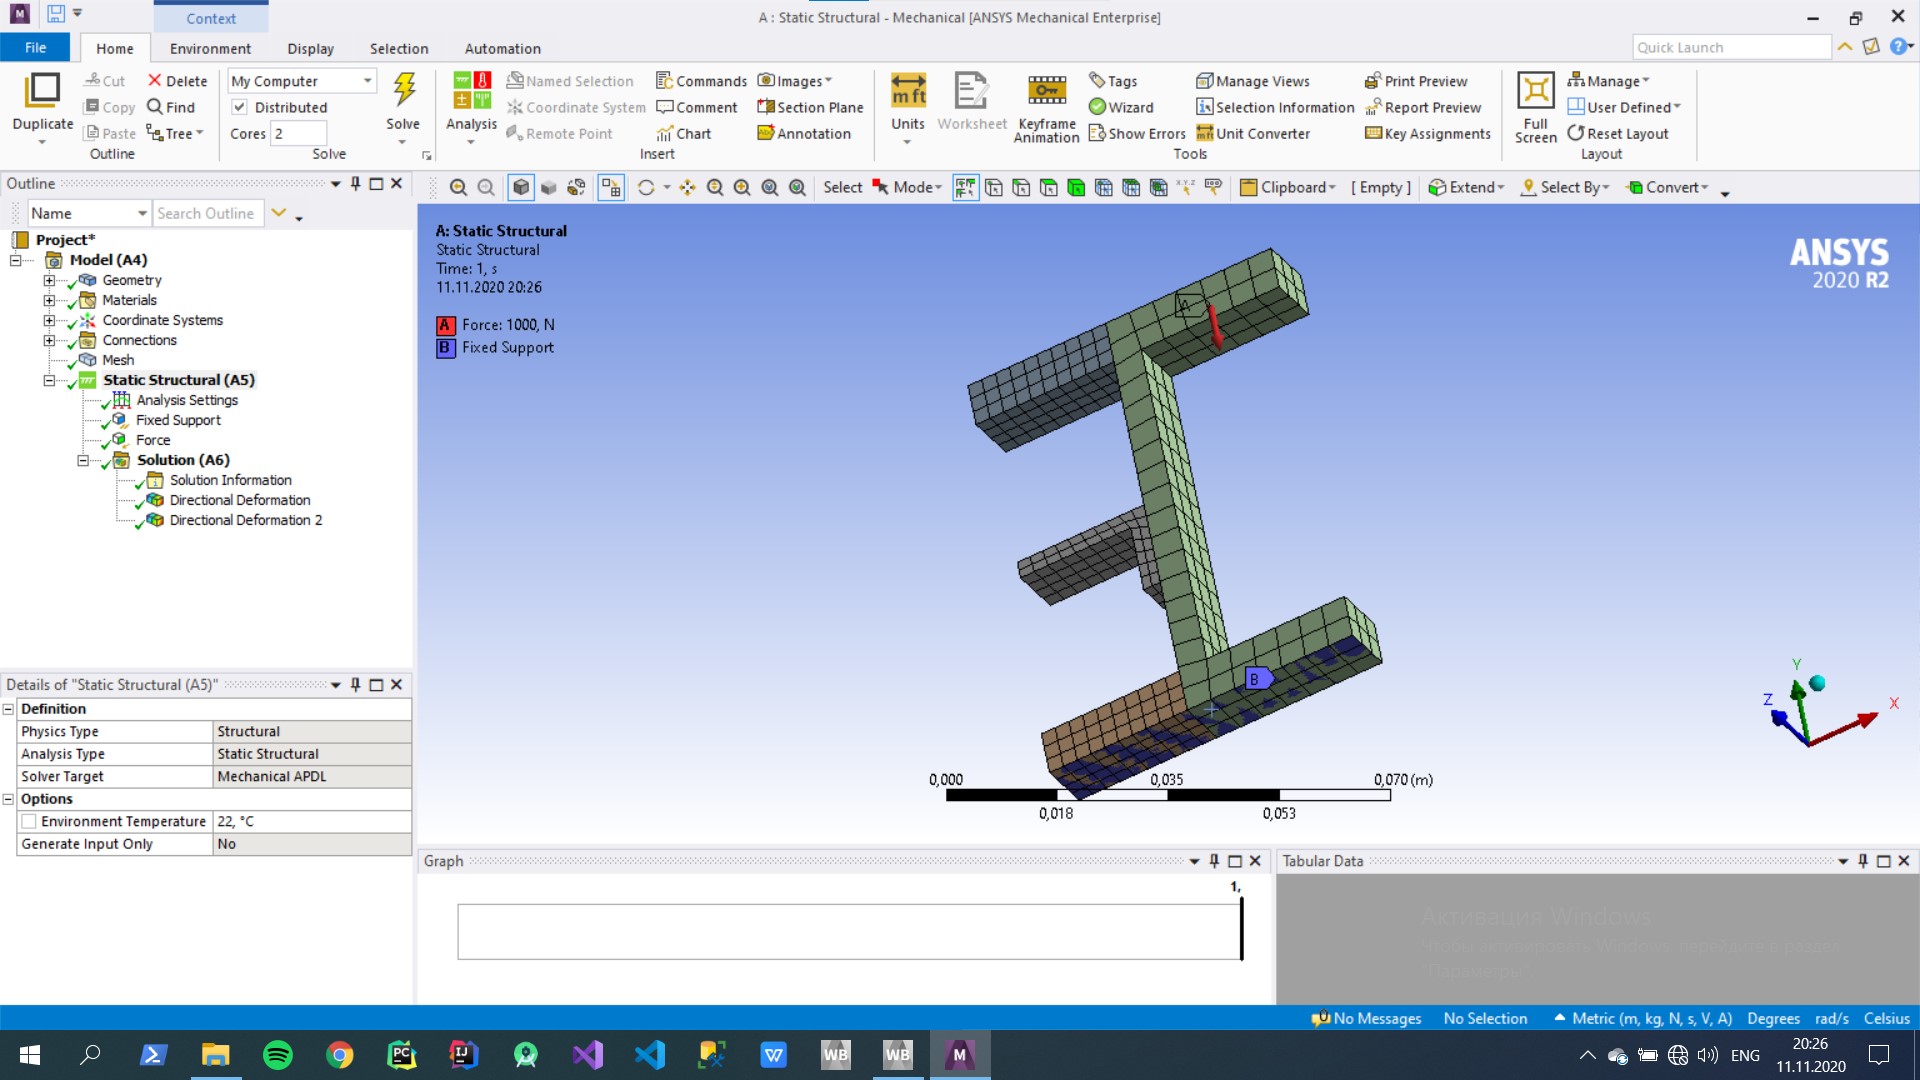 Context
A : Static Structural - Mechanical [ANSYS Mechanical Enterprise]
File Home Environment Display Selection Automation
Quick Launch
Duplicate
Cut
Copy
Paste
Delete
Find
Tree
Outline
My Computer
Distributed
Cores 2
Solve
Solve
Analysis
Named Selection
Coordinate System
Remote Point
Commands
Comment
Chart
Images
Section Plane
Annotation
Insert
Units
Worksheet
Keyframe
Animation
Tags
Wizard
Show Errors
Manage Views
Selection Information
Unit Converter
Print Preview
Report Preview
Key Assignments
Tools
Full
Screen
Manage
User Defined
Reset Layout
Layout
Outline
Name
Search Outline
Select Mode Clipboard [ Empty ] Extend Select By Convert
Project*
Model (A4)
Geometry
Materials
Coordinate Systems
Connections
Mesh
Static Structural (A5)
Analysis Settings
Fixed Support
Force
Solution (A6)
Solution Information
Directional Deformation
Directional Deformation 2
A: Static Structural
Static Structural
Time: 1, s
11.11.2020 20:26
A Force: 1000, N
B Fixed Support
ANSYS
2020 R2
A
B
Y
Z
X
0,000 0,035 0,070 (m)
0,018 0,053
Details of "Static Structural (A5)"
Definition
Physics Type Structural
Analysis Type Static Structural
Solver Target Mechanical APDL
Options
Environment Temperature 22, °C
Generate Input Only No
Graph
1,
Tabular Data
Активация Windows
Чтобы активировать Windows, перейдите в раздел
"Параметры".
No Messages No Selection Metric (m, kg, N, s, V, A) Degrees rad/s Celsius
PC
IJ
W
WB
WB
M
ENG
20:26
11.11.2020